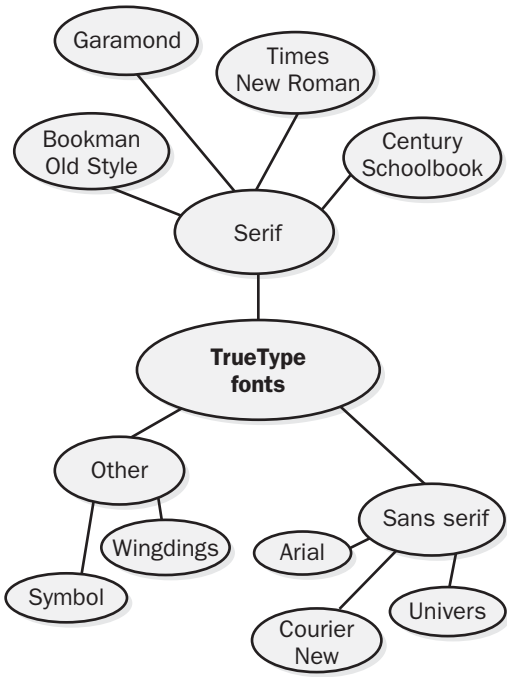 Garamond
Times
New Roman
Bookman
Old Style
Century
Schoolbook
Serif
TrueType
fonts
Other
Sans serif
Wingdings
Arial
Symbol
Univers
Courier
New